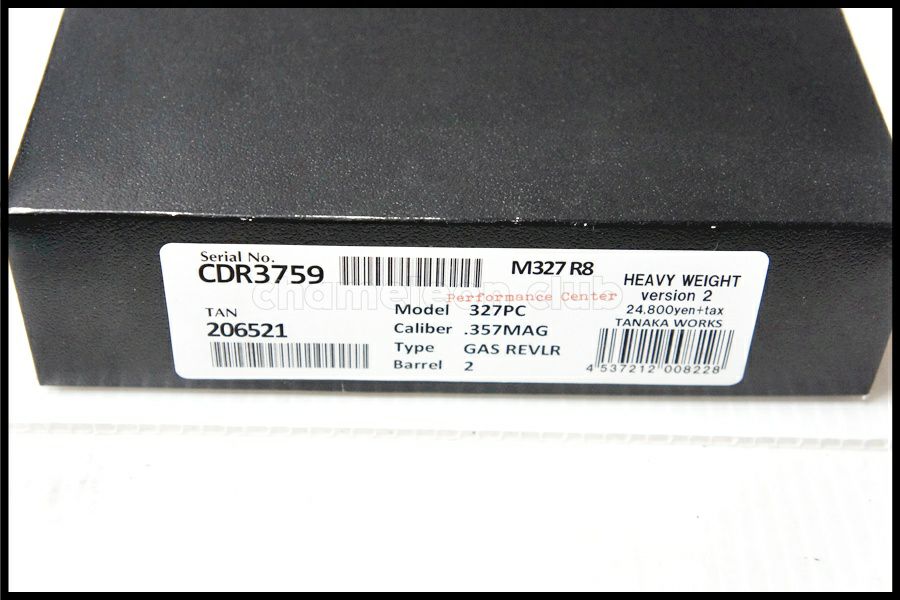 Serial No.
CDR3759
M327 R8
HEAVY WEIGHT
Performance Center
version 2
24,800yen+tax
TANAKA WORKS
TAN
206521
Model 327PC
Caliber .357MAG
Type GAS REVLR
Barrel 2
4 537212 008228
chameleon club